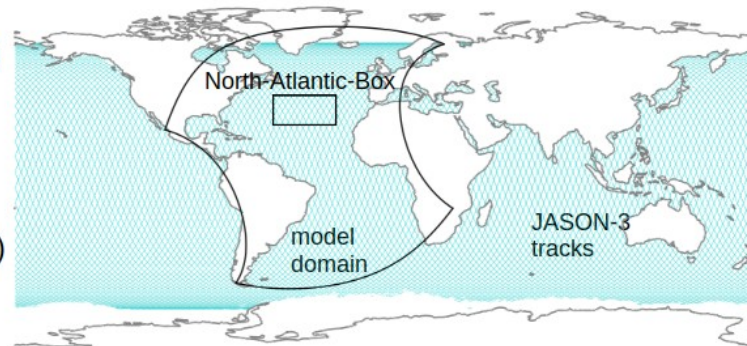 North-Atlantic-Box
JASON-3
tracks
model
domain
)